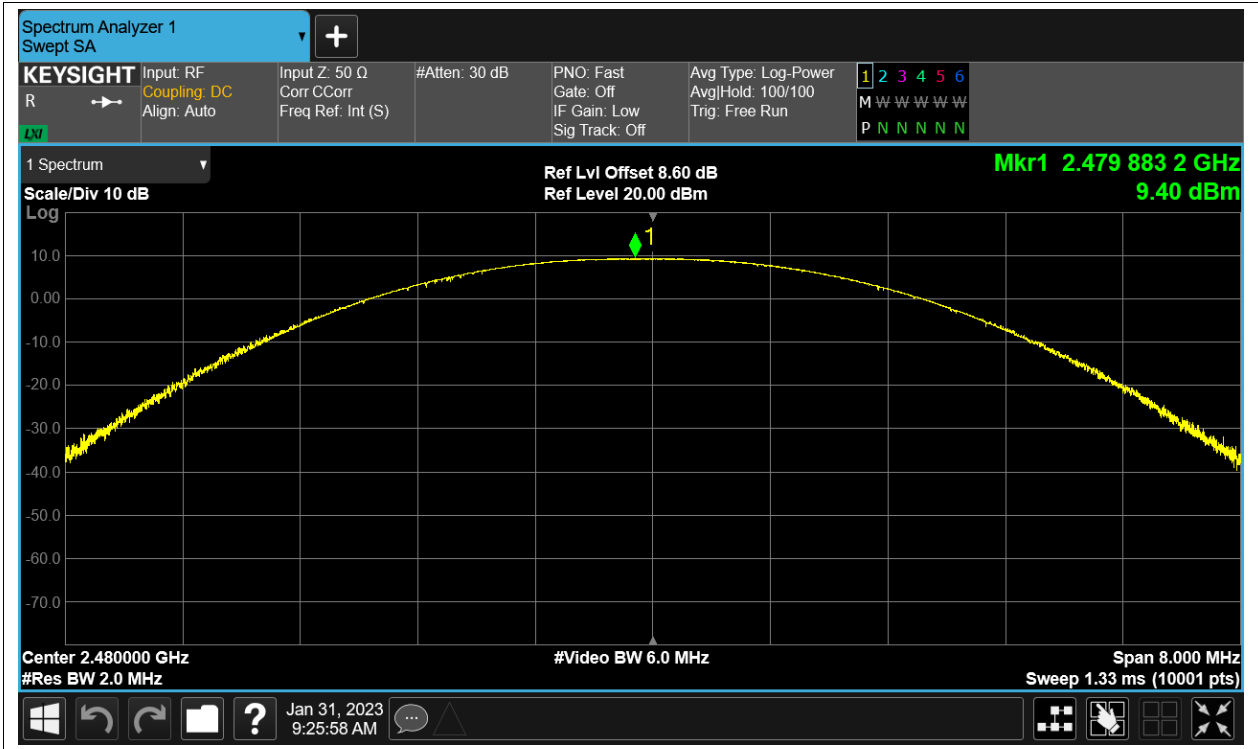 Spectrum Analyzer 1
Swept SA
+
KEYSIGHT
R
LXI
Input: RF
Coupling: DC
Align: Auto
Input Z: 50 Ω
Corr CCorr
Freq Ref: Int (S)
#Atten: 30 dB
PNO: Fast
Gate: Off
IF Gain: Low
Sig Track: Off
Avg Type: Log-Power
Avg|Hold: 100/100
Trig: Free Run
1 2 3 4 5 6
M W W W W W W
P N N N N N N
1 Spectrum
Scale/Div 10 dB
Log
Ref Lvl Offset 8.60 dB
Ref Level 20.00 dBm
Mkr1 2.479 883 2 GHz
9.40 dBm
1
10.0
0.00
-10.0
-20.0
-30.0
-40.0
-50.0
-60.0
-70.0
Center 2.480000 GHz
#Res BW 2.0 MHz
#Video BW 6.0 MHz
Span 8.000 MHz
Sweep 1.33 ms (10001 pts)
?
Jan 31, 2023
9:25:58 AM